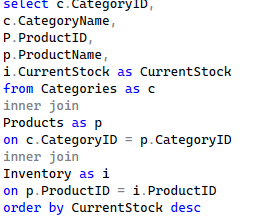 select c.CategoryID,
c.CategoryName,
P.ProductID,
p.ProductName,
i.CurrentStock as CurrentStock
from Categories as c
inner join
Products as p
on c.CategoryID = p.CategoryID
inner join
Inventory as i
on p.ProductID = i.ProductID
order by CurrentStock desc